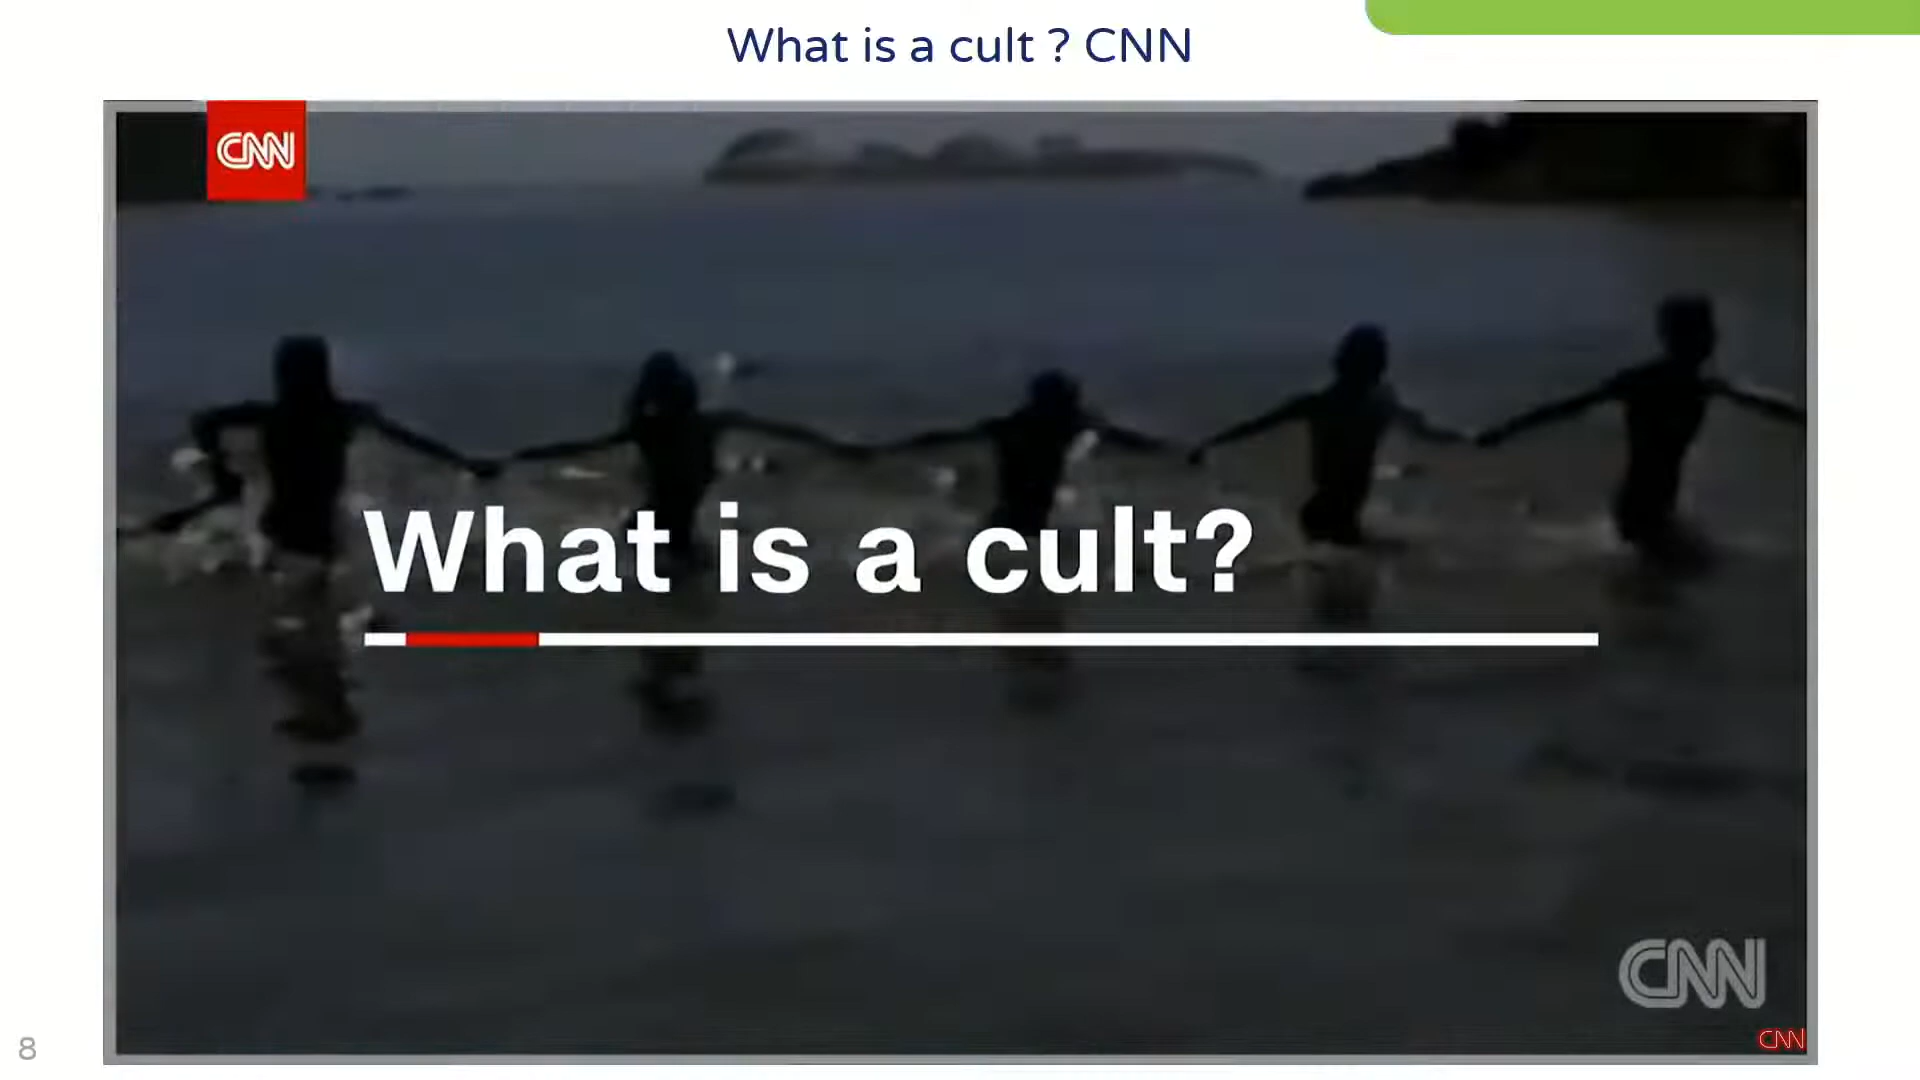 What is a cult ? CNN
CNN
What is a cult?
CNN
CNN
8